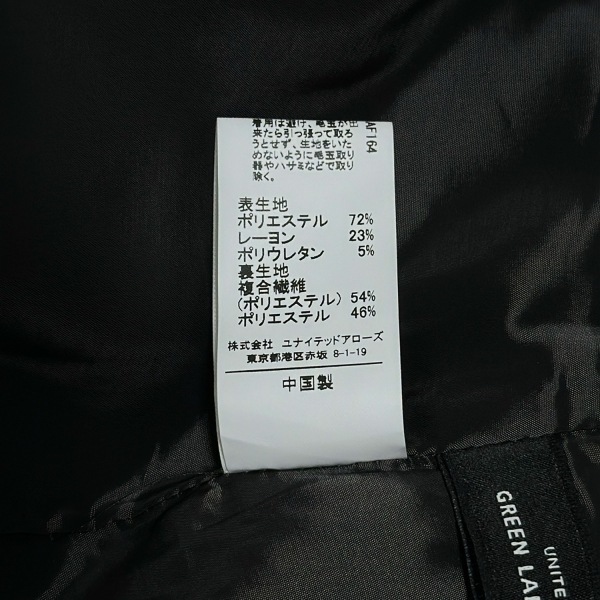 着用は避け、毛玉が出
来たら引っ張って取ろ
うとせず、生地をいた
めないように毛玉取り
器やハサミなどで取り
除く。
AF164
表生地
ポリエステル 72%
レーヨン 23%
ポリウレタン 5%
裏生地
複合繊維
(ポリエステル) 54%
ポリエステル 46%
株式会社 ユナイテッドアローズ
東京都港区赤坂 8-1-19
中国製
UNITE
GREEN LA